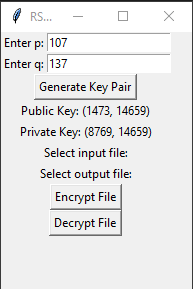 RS...
Enter p: 107
Enter q: 137
Generate Key Pair
Public Key: (1473, 14659)
Private Key: (8769, 14659)
Select input file:
Select output file:
Encrypt File
Decrypt File